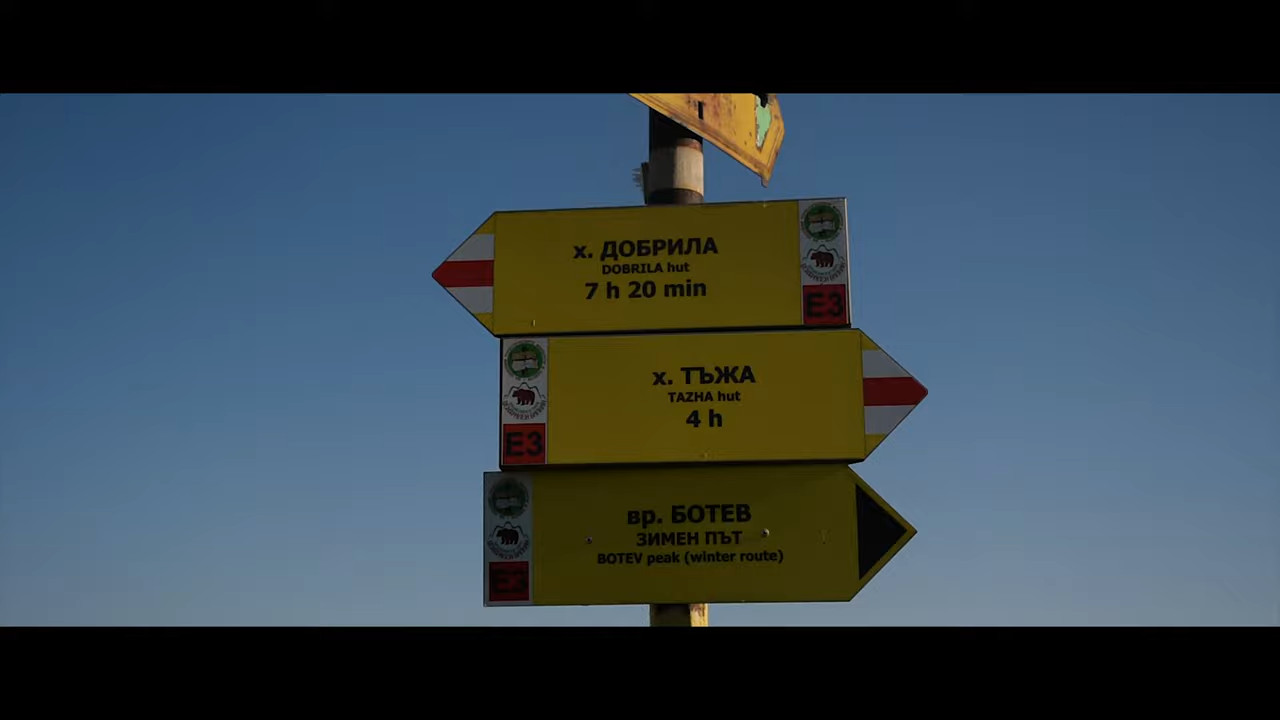 х. ДОБРИЛА
DOBRILA hut
7 h 20 min
E3
х. ТЪЖА
TAZHA hut
4 h
E3
вр. БОТЕВ
ЗИМЕН ПЪТ
BOTEV peak (winter route)
E3